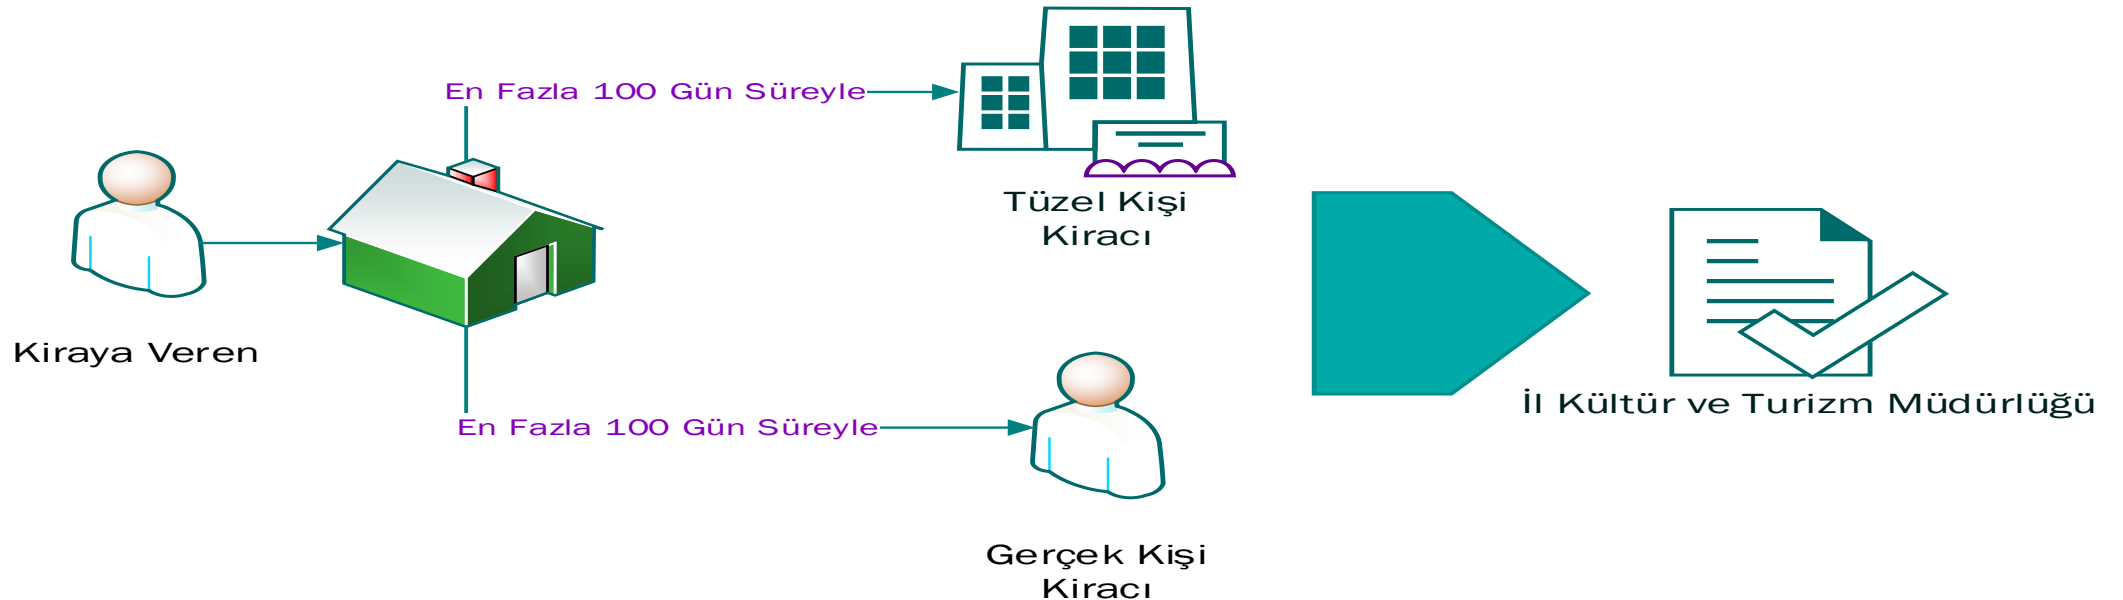 En Fazla 100 Gün Süreyle
Tüzel Kişi
Kiracı
Kiraya Veren
İl Kültür ve Turizm Müdürlüğü
En Fazla 100 Gün Süreyle
Gerçek Kişi
Kiracı